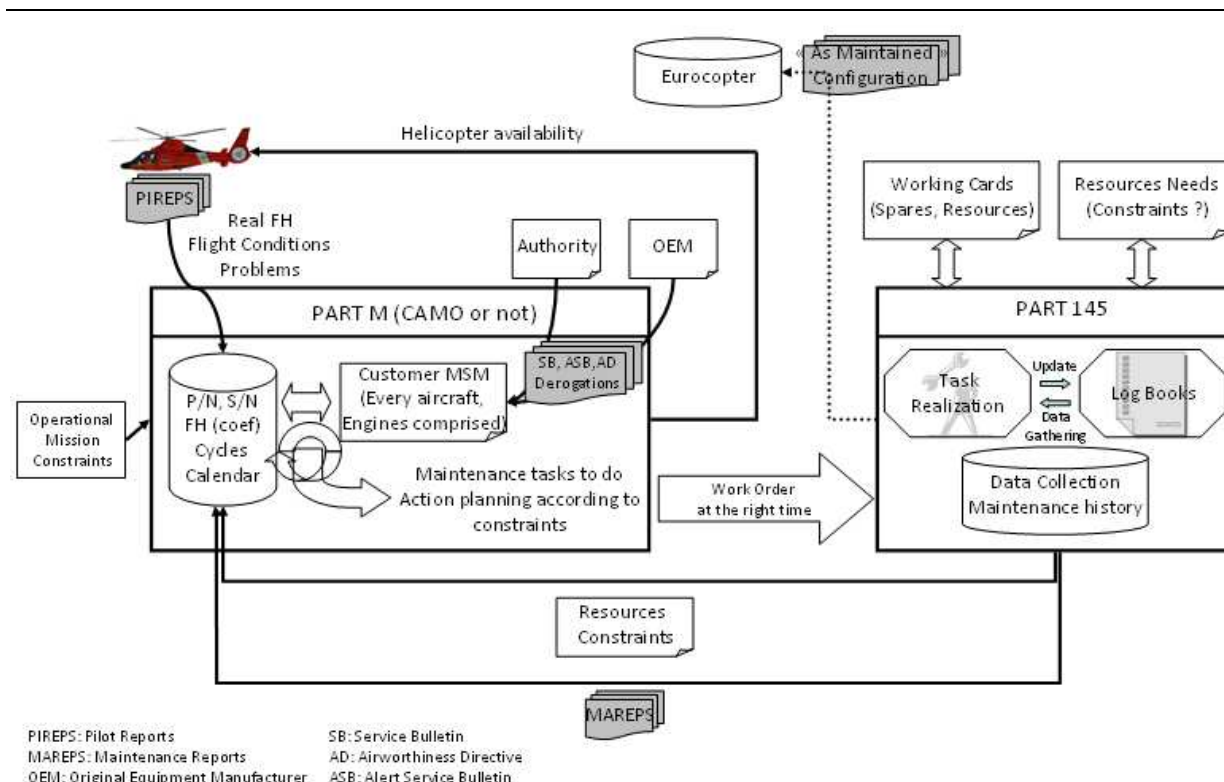 Eurocopter
« As Maintained »
Configuration
Helicopter availability
PIREPS
Real FH
Flight Conditions
Problems
Authority
OEM
Working Cards
(Spares, Resources)
Resources Needs
(Constraints ?)
PART M (CAMO or not)
PART 145
SB, ASB,AD
Derogations
Operational
Mission
Constraints
P/N, S/N
FH (coef)
Cycles
Calendar
Customer MSM
(Every aircraft,
Engines comprised)
Maintenance tasks to do
Action planning according to
constraints
Work Order
at the right time
Task
Realization
Update
Data
Gathering
Log Books
Data Collection
Maintenance history
Resources
Constraints
MAREPS
PIREPS: Pilot Reports
MAREPS: Maintenance Reports
OEM: Original Equipment Manufacturer
SB: Service Bulletin
AD: Airworthiness Directive
ASB: Alert Service Bulletin